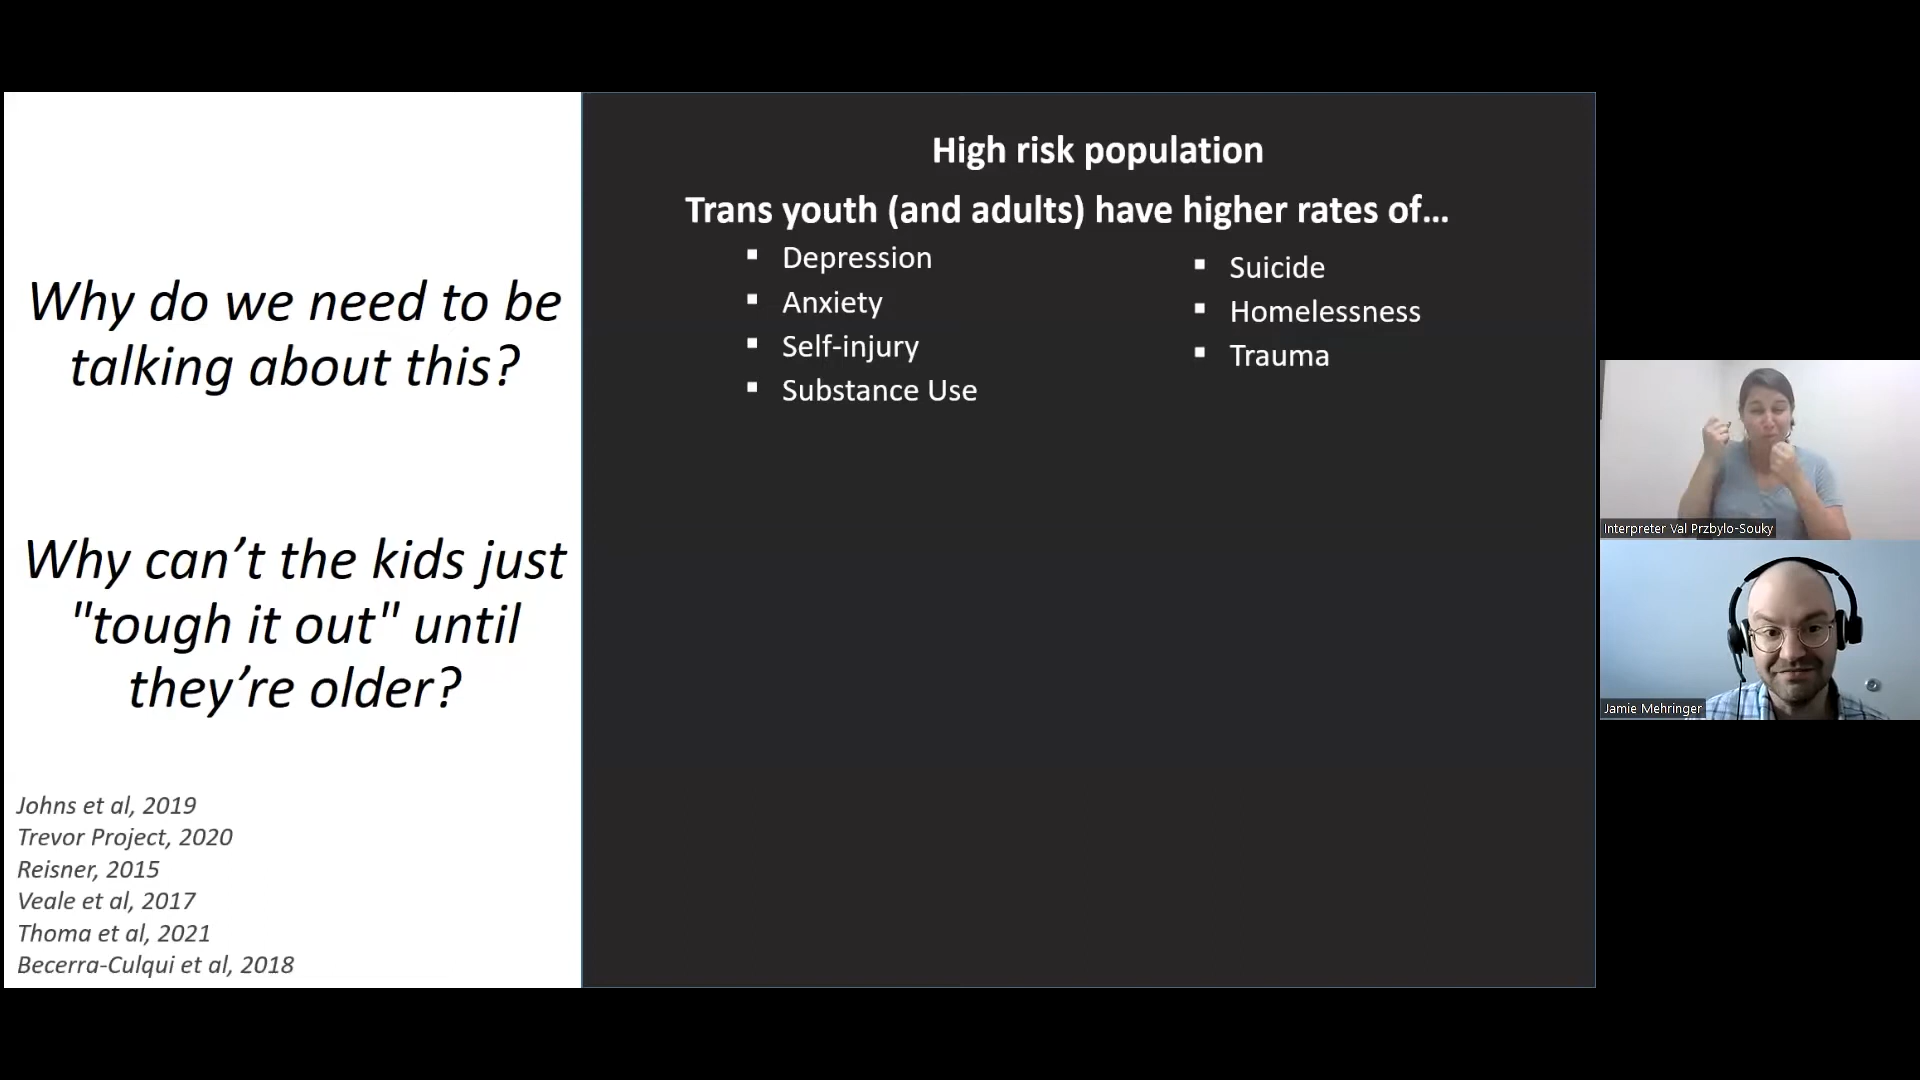 Why do we need to be
talking about this?
Why can’t the kids just
"tough it out" until
they’re older?
Johns et al, 2019
Trevor Project, 2020
Reisner, 2015
Veale et al, 2017
Thoma et al, 2021
Becerra-Culqui et al, 2018
High risk population
Trans youth (and adults) have higher rates of...
▪ Depression
▪ Anxiety
▪ Self-injury
▪ Substance Use
▪ Suicide
▪ Homelessness
▪ Trauma
Interpreter Val Przbylo-Souky
Jamie Mehringer